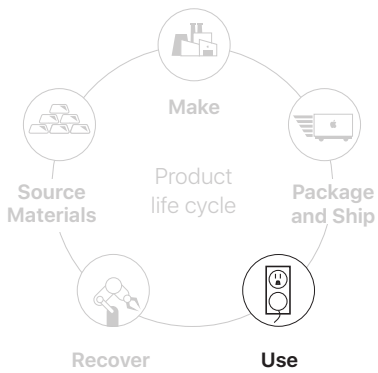 Make
Source
Materials
Product
life cycle
Package
and Ship
Recover
Use